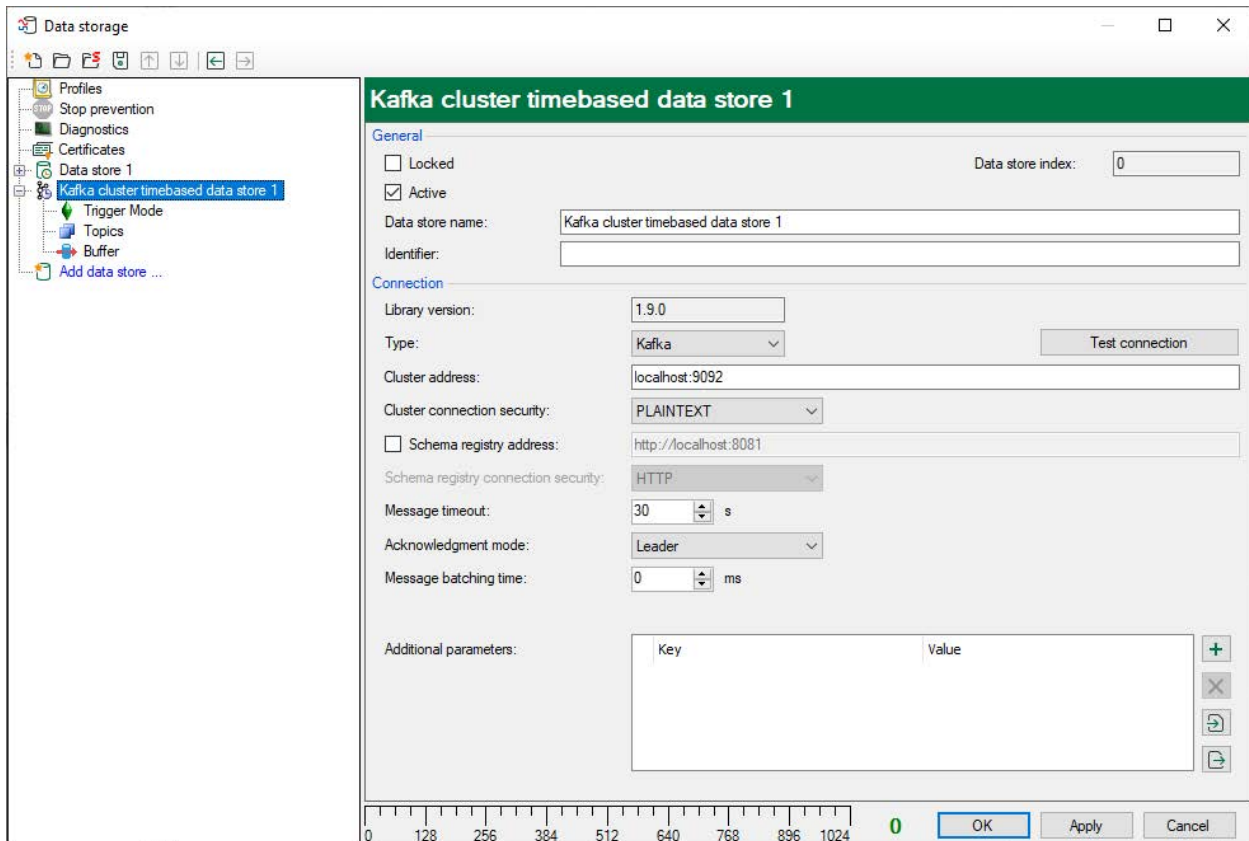 Data storage
Profiles
STOP Stop prevention
Diagnostics
Certificates
Data store 1
Kafka cluster timebased data store 1
Trigger Mode
Topics
Buffer
Add data store ...
Kafka cluster timebased data store 1
General
Locked Data store index: 0
Active
Data store name: Kafka cluster timebased data store 1
Identifier:
Connection
Library version: 1.9.0
Type: Kafka Test connection
Cluster address: localhost:9092
Cluster connection security: PLAINTEXT
Schema registry address: http://localhost:8081
Schema registry connection security: HTTP
Message timeout: 30 s
Acknowledgment mode: Leader
Message batching time: 0 ms
Additional parameters: Key Value
0 128 256 384 512 640 768 896 1024 0 OK Apply Cancel